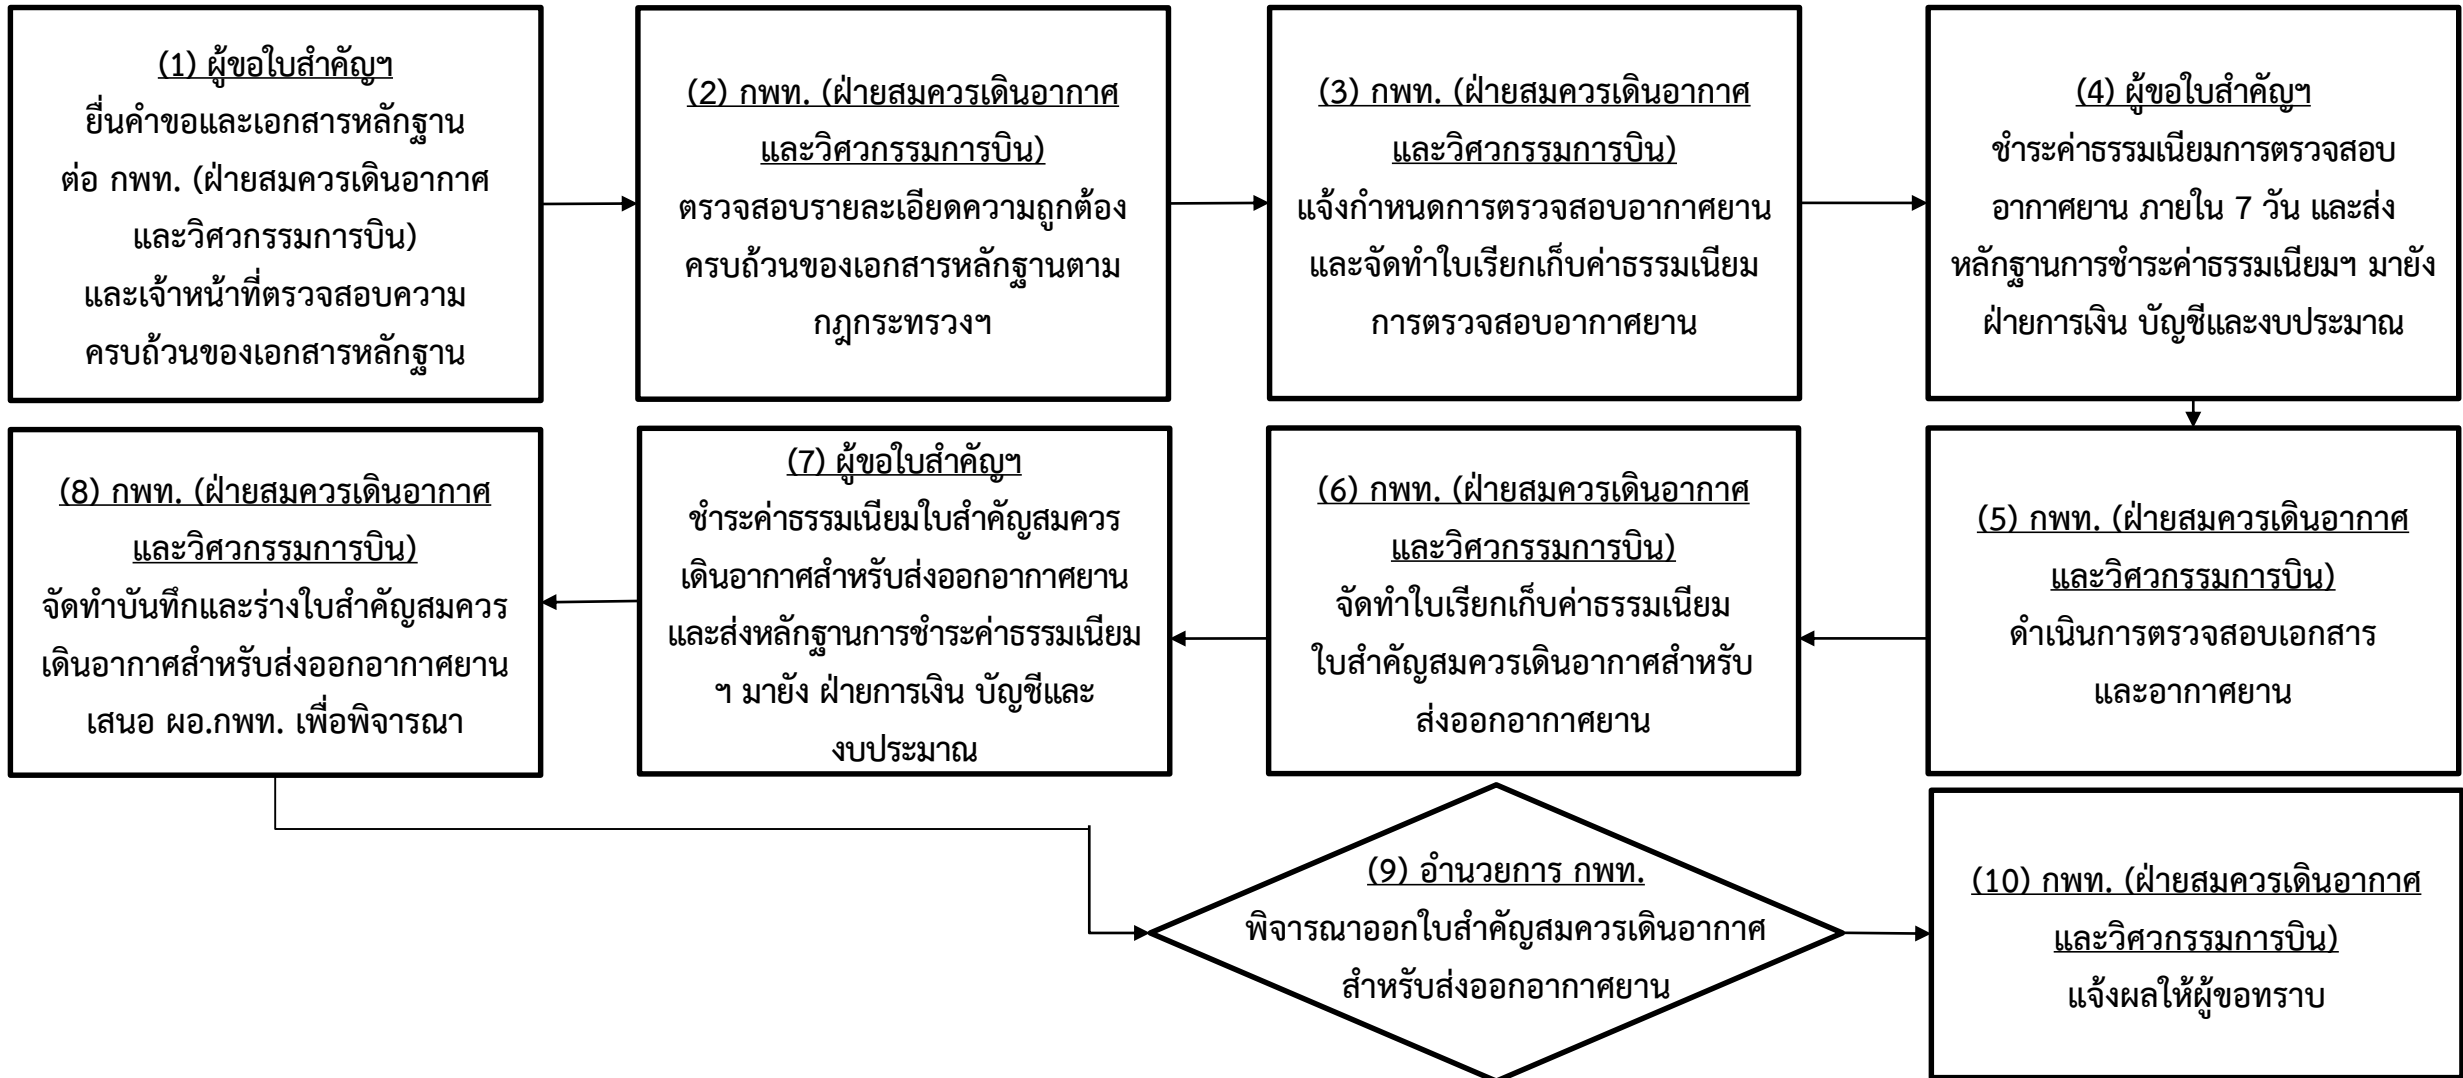 (1) ผู้ขอใบสำคัญฯ
ยื่นคำขอและเอกสารหลักฐาน
ต่อ กพท. (ฝ่ายสมควรเดินอากาศ
และวิศวกรรมการบิน)
และเจ้าหน้าที่ตรวจสอบความ
ครบถ้วนของเอกสารหลักฐาน
(2) กพท. (ฝ่ายสมควรเดินอากาศ
และวิศวกรรมการบิน)
ตรวจสอบรายละเอียดความถูกต้อง
ครบถ้วนของเอกสารหลักฐานตาม
กฎกระทรวงฯ
(3) กพท. (ฝ่ายสมควรเดินอากาศ
และวิศวกรรมการบิน)
แจ้งกำหนดการตรวจสอบอากาศยาน
และจัดทำใบเรียกเก็บค่าธรรมเนียม
การตรวจสอบอากาศยาน
(4) ผู้ขอใบสำคัญฯ
ชำระค่าธรรมเนียมการตรวจสอบ
อากาศยาน ภายใน 7 วัน และส่ง
หลักฐานการชำระค่าธรรมเนียมฯ มายัง
ฝ่ายการเงิน บัญชีและงบประมาณ
(5) กพท. (ฝ่ายสมควรเดินอากาศ
และวิศวกรรมการบิน)
ดำเนินการตรวจสอบเอกสาร
และอากาศยาน
(6) กพท. (ฝ่ายสมควรเดินอากาศ
และวิศวกรรมการบิน)
จัดทำใบเรียกเก็บค่าธรรมเนียม
ใบสำคัญสมควรเดินอากาศสำหรับ
ส่งออกอากาศยาน
(7) ผู้ขอใบสำคัญฯ
ชำระค่าธรรมเนียมใบสำคัญสมควร
เดินอากาศสำหรับส่งออกอากาศยาน
และส่งหลักฐานการชำระค่าธรรมเนียม
ฯ มายัง ฝ่ายการเงิน บัญชีและ
งบประมาณ
(8) กพท. (ฝ่ายสมควรเดินอากาศ
และวิศวกรรมการบิน)
จัดทำบันทึกและร่างใบสำคัญสมควร
เดินอากาศสำหรับส่งออกอากาศยาน
เสนอ ผอ.กพท. เพื่อพิจารณา
(9) อำนวยการ กพท.
พิจารณาออกใบสำคัญสมควรเดินอากาศ
สำหรับส่งออกอากาศยาน
(10) กพท. (ฝ่ายสมควรเดินอากาศ
และวิศวกรรมการบิน)
แจ้งผลให้ผู้ขอทราบ